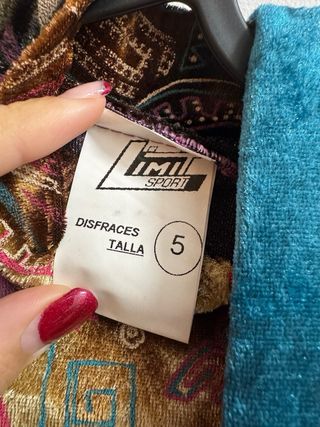 LIMIT
SPORT
DISFRACES
TALLA 5